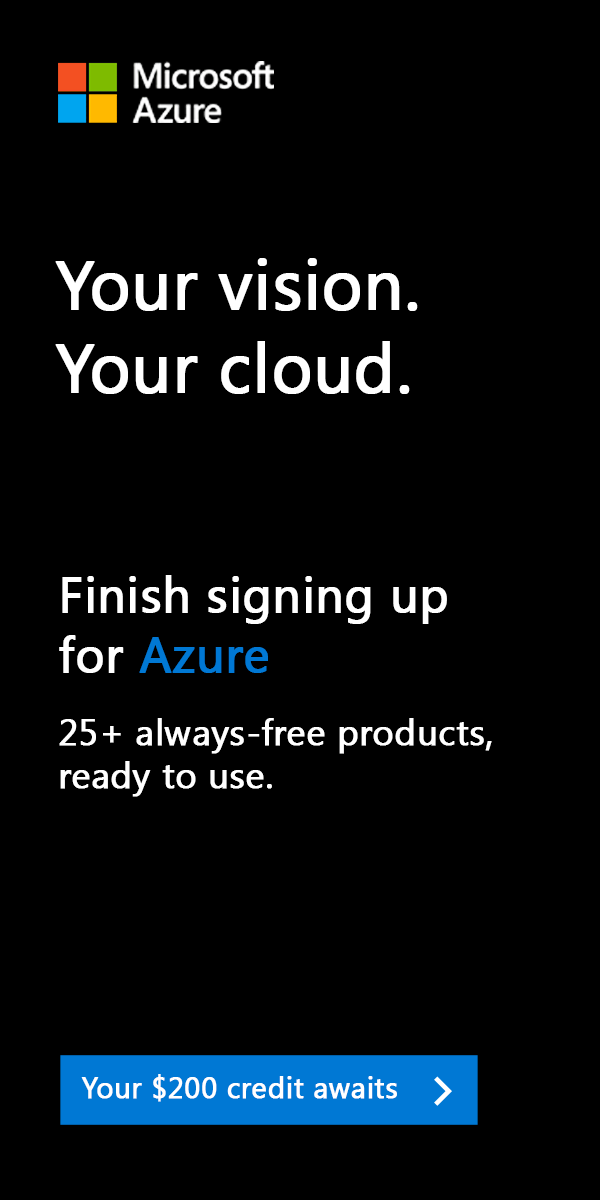 Microsoft
Azure
Your vision.
Your cloud.
Finish signing up
for Azure
25+ always-free products,
ready to use.
Your $200 credit awaits